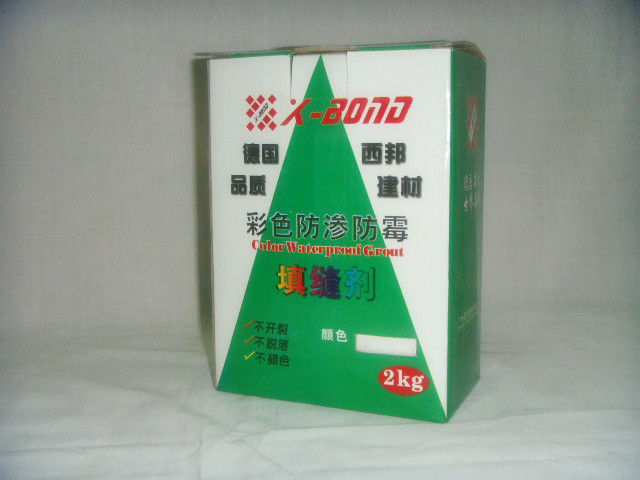 X-BOND
德国 西邦
品质 建材
彩色防渗防霉
Color Waterproof Grout
填缝剂
不开裂
不脱落
不褪色
颜色
2kg